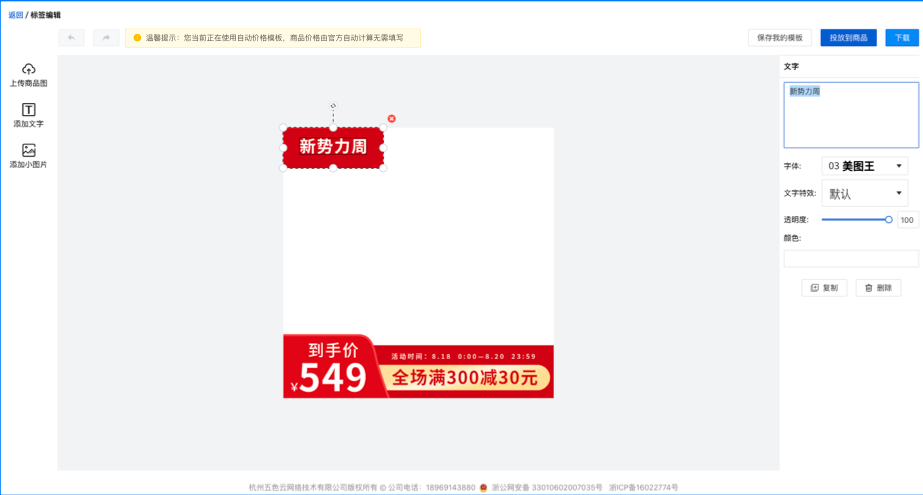 返回 / 标签编辑
温馨提示：您当前正在使用自动价格模板，商品价格由官方自动计算无需填写
保存我的模板
投放到商品
下载
上传商品图
添加文字
添加小图片
新势力周
到手价
¥549
活动时间：8.18 0:00—8.20 23:59
全场满300减30元
文字
新势力周
字体:
03 美图王
文字特效:
默认
透明度:
100
颜色:
复制
删除
杭州五色云网络技术有限公司版权所有 © 公司电话：18969143880 浙公网安备 33010602007035号 浙ICP备16022774号